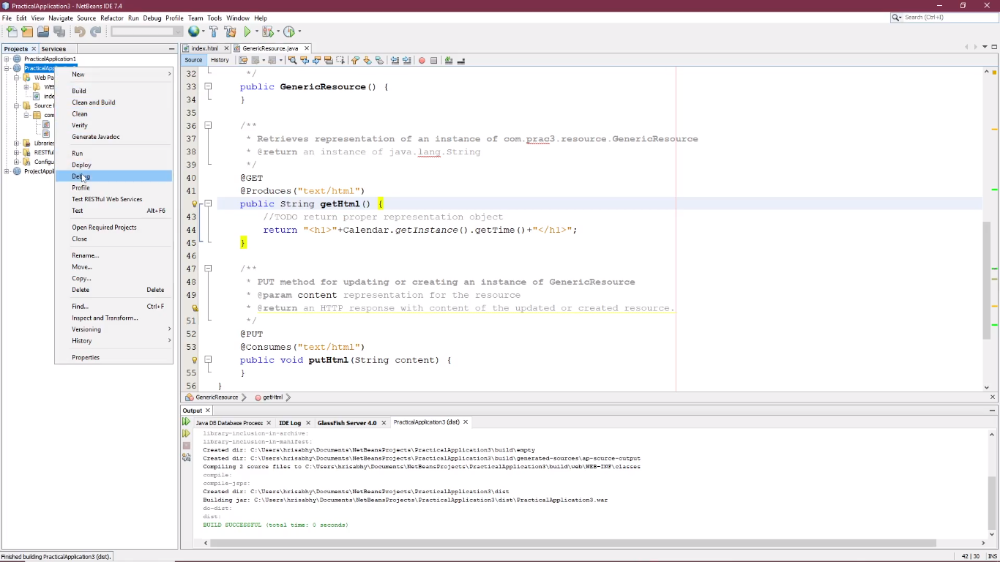 PracticalApplication3 - NetBeans IDE 7.4
File Edit View Navigate Source Refactor Run Debug Profile Team Tools Window Help
Search (Ctrl+I)
Projects Services
index.html GenericResource.java
Source History
PracticalApplication1
Web Pa
WEB
inde
Source
com
Libraries
RESTful
Configu
ProjectAppli
New
Build
Clean and Build
Clean
Verify
Generate Javadoc
Run
Deploy
Debug
Profile
Test RESTful Web Services
Test Alt+F6
Open Required Projects
Close
Rename...
Move...
Copy...
Delete Delete
Find... Ctrl+F
Inspect and Transform...
Versioning
History
Properties
32 */
33 public GenericResource() {
34 }
35
36 /**
37 * Retrieves representation of an instance of com.prac3.resource.GenericResource
38 * @return an instance of java.lang.String
39 */
40 @GET
41 @Produces("text/html")
public String getHtml() {
43 //TODO return proper representation object
44 return "<h1>"+Calendar.getInstance().getTime()+"</h1>";
45 }
46
47 /**
48 * PUT method for updating or creating an instance of GenericResource
49 * @param content representation for the resource
* @return an HTTP response with content of the updated or created resource.
51 */
52 @PUT
53 @Consumes("text/html")
public void putHtml(String content) {
55 }
56 }
GenericResource getHtml
Output
Java DB Database Process IDE Log GlassFish Server 4.0 PracticalApplication3 (dist)
library-inclusion-in-archive:
library-inclusion-in-manifest:
Created dir: C:\Users\hrisabhy\Documents\NetBeansProjects\PracticalApplication3\build\empty
Created dir: C:\Users\hrisabhy\Documents\NetBeansProjects\PracticalApplication3\build\generated-sources\ap-source-output
Compiling 2 source files to C:\Users\hrisabhy\Documents\NetBeansProjects\PracticalApplication3\build\web\WEB-INF\classes
compile:
compile-jsps:
Created dir: C:\Users\hrisabhy\Documents\NetBeansProjects\PracticalApplication3\dist
Building jar: C:\Users\hrisabhy\Documents\NetBeansProjects\PracticalApplication3\dist\PracticalApplication3.war
do-dist:
dist:
BUILD SUCCESSFUL (total time: 0 seconds)
Finished building PracticalApplication3 (dist). 42 | 30 INS